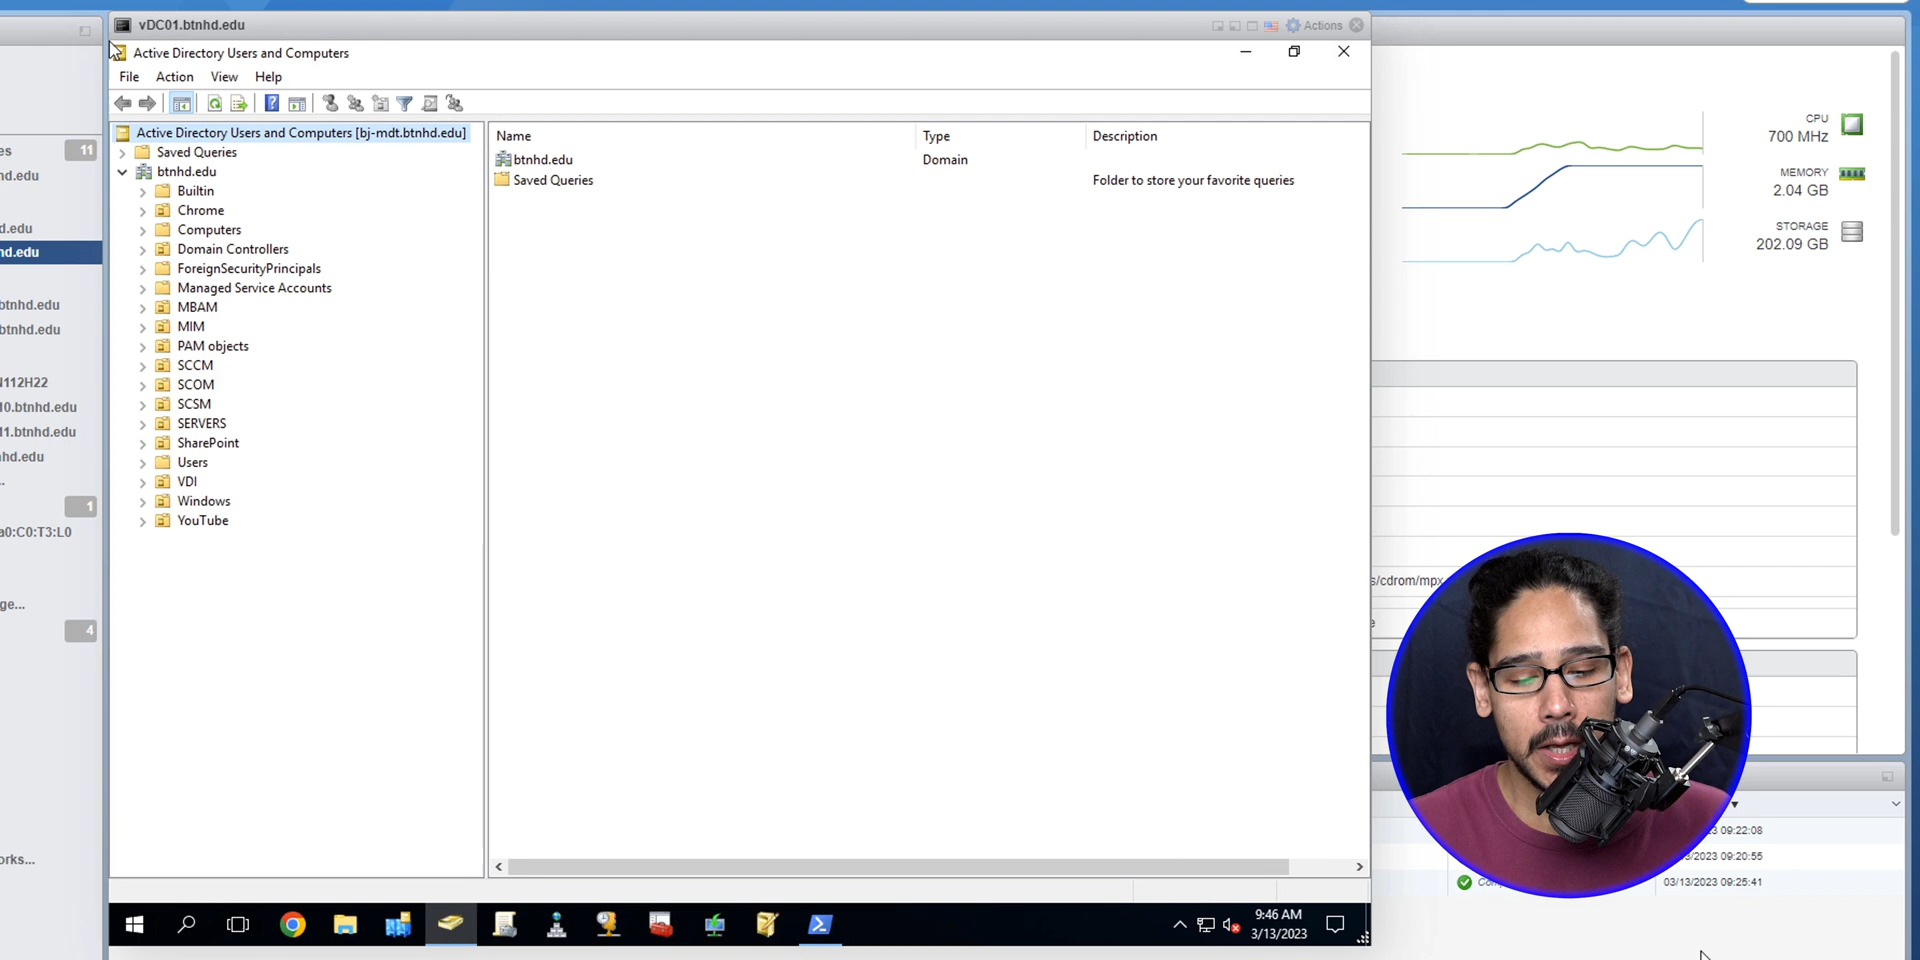 vDC01.btnhd.edu
Actions
Active Directory Users and Computers
File Action View Help
Active Directory Users and Computers [bj-mdt.btnhd.edu]
Saved Queries
btnhd.edu
Builtin
Chrome
Computers
Domain Controllers
ForeignSecurityPrincipals
Managed Service Accounts
MBAM
MIM
PAM objects
SCCM
SCOM
SCSM
SERVERS
SharePoint
Users
VDI
Windows
YouTube
Name Type Description
btnhd.edu Domain
Saved Queries Folder to store your favorite queries
es 11
nd.edu
d.edu
nd.edu
btnhd.edu
btnhd.edu
N112H22
10.btnhd.edu
11.btnhd.edu
nd.edu
..
1
a0:C0:T3:L0
ge...
4
orks...
CPU
700 MHz
MEMORY
2.04 GB
STORAGE
202.09 GB
s/cdrom/mpx
e
23 09:22:08
2023 09:20:55
03/13/2023 09:25:41
9:46 AM
3/13/2023